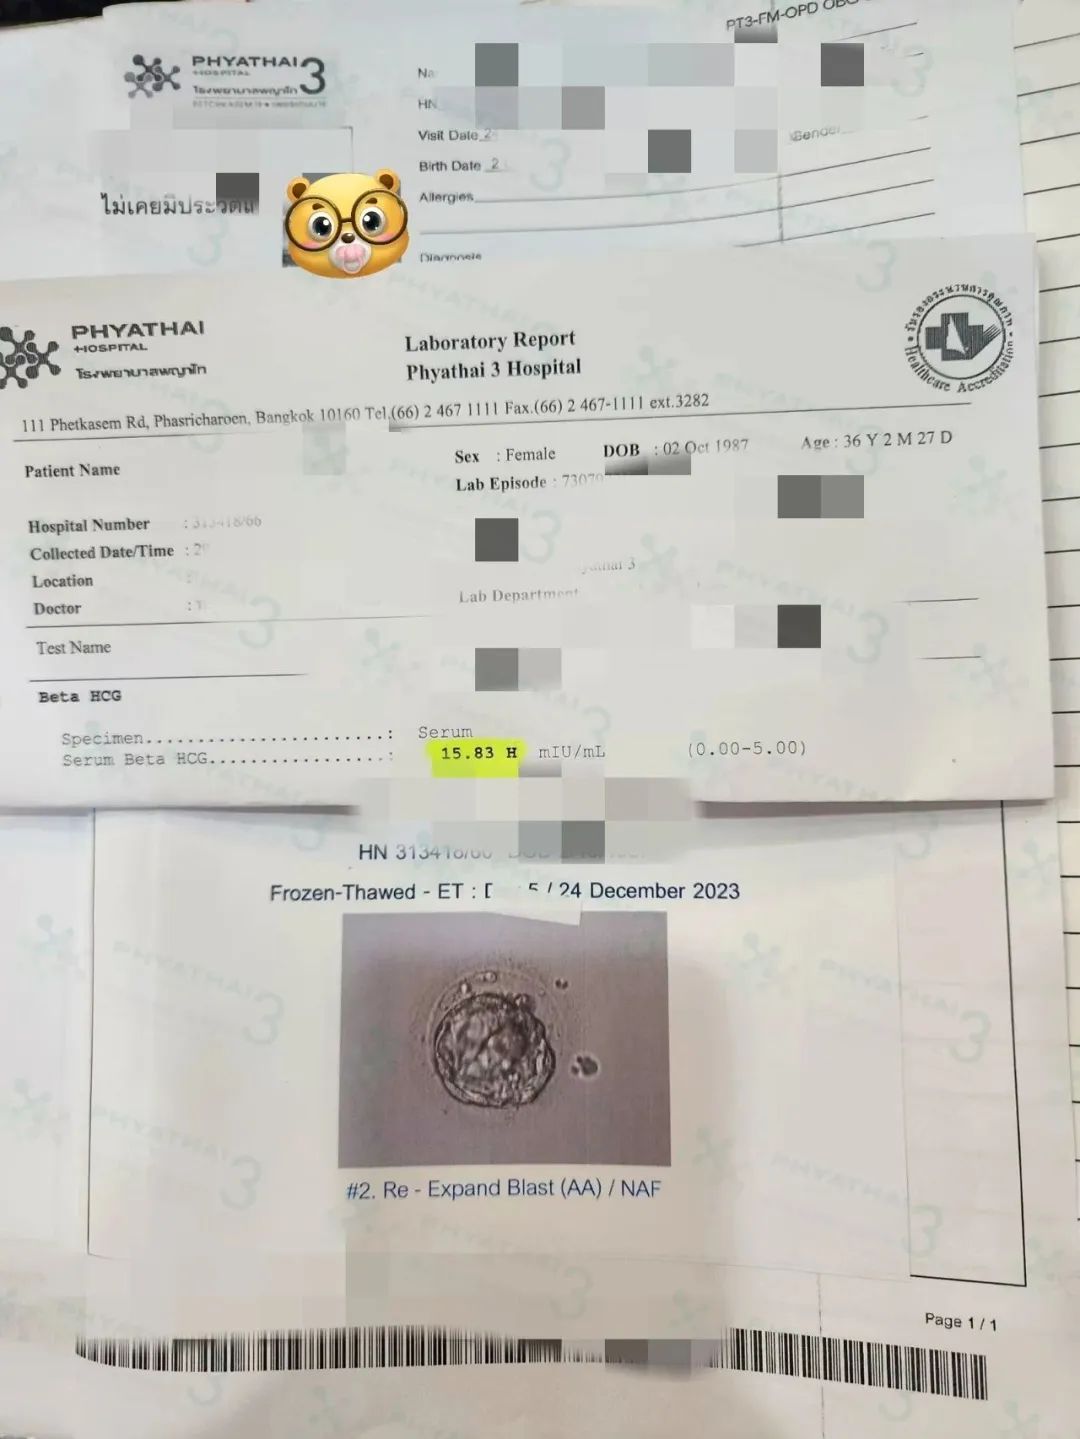 PT3-FM-OPD
PHYATHAI 3
HOSPITAL
โรงพยาบาลพญาไท
HN
Visit Date 2
Gender
Birth Date 2
Allergies
ไม่เคยมีประวัติแ
Diagnosis
PHYATHAI
HOSPITAL
โรงพยาบาลพญาไท
Laboratory Report
Phyathai 3 Hospital
Healthcare Accreditation
111 Phetkasem Rd, Phasricharoen, Bangkok 10160 Tel.(66) 2 467 1111 Fax.(66) 2 467-1111 ext.3282
Patient Name
Sex : Female DOB : 02 Oct 1987 Age : 36 Y 2 M 27 D
Lab Episode : 73070
Hospital Number : 313418/66
Collected Date/Time : 2
Location :
Doctor :
Lab Department
Test Name
Beta HCG
Specimen........................: Serum
Serum Beta HCG.................: 15.83 H mIU/mL (0.00-5.00)
HN 313418/66
Frozen-Thawed - ET : D 5 / 24 December 2023
#2. Re - Expand Blast (AA) / NAF
Page 1 / 1